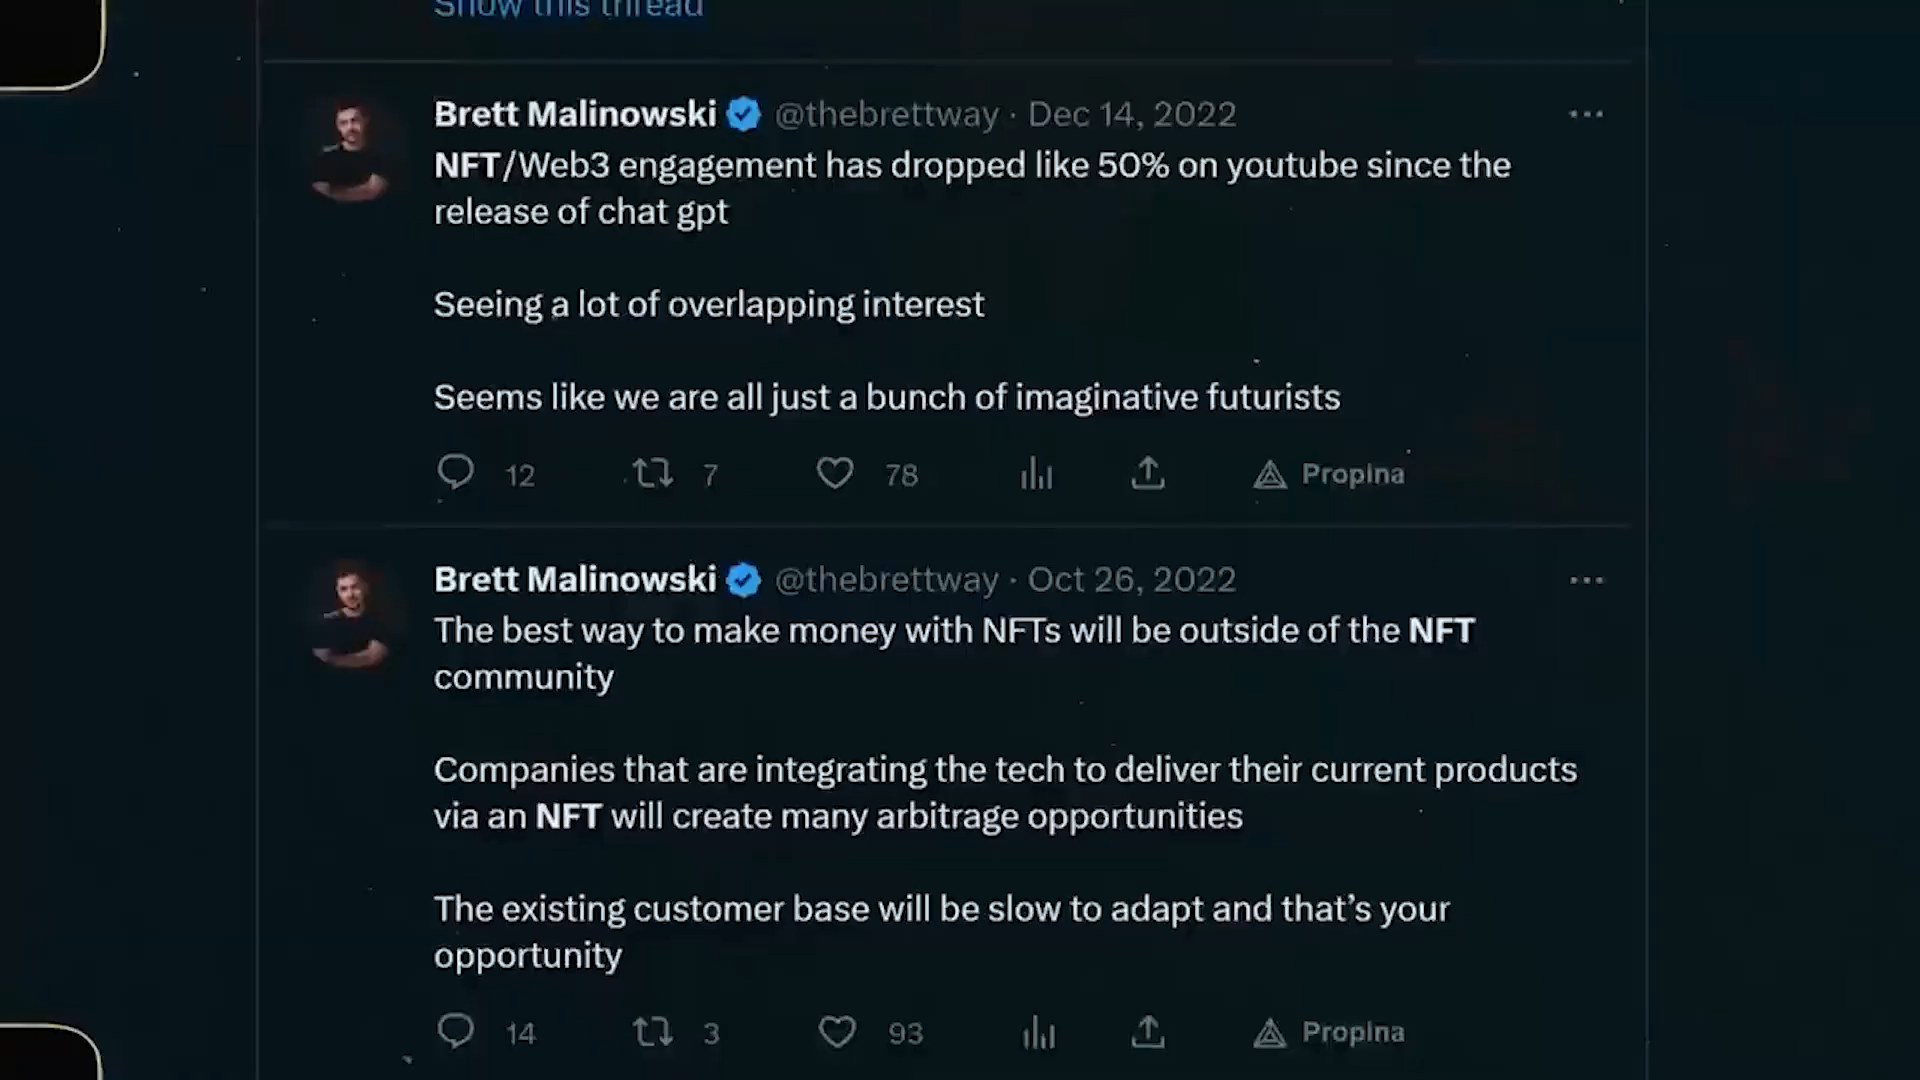 Show this thread
Brett Malinowski @thebrettway · Dec 14, 2022
NFT/Web3 engagement has dropped like 50% on youtube since the
release of chat gpt
Seeing a lot of overlapping interest
Seems like we are all just a bunch of imaginative futurists
12 7 78 Propina
Brett Malinowski @thebrettway · Oct 26, 2022
The best way to make money with NFTs will be outside of the NFT
community
Companies that are integrating the tech to deliver their current products
via an NFT will create many arbitrage opportunities
The existing customer base will be slow to adapt and that’s your
opportunity
14 3 93 Propina